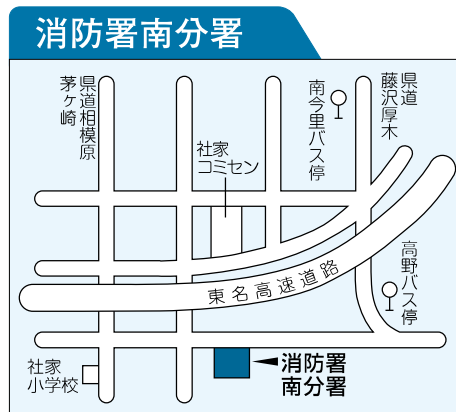 消防署南分署
県道相模原
茅ヶ崎
社家
コミセン
南今里バス停
県道
藤沢厚木
東名高速道路
高野バス停
社家
小学校
消防署
南分署